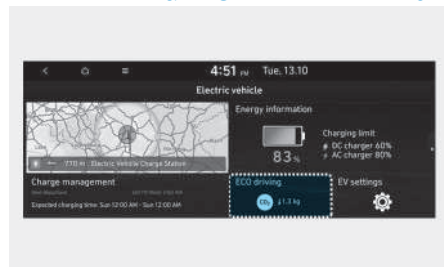 4:51 PM Tue, 13.10
Electric vehicle
Energy information
Charging limit
DC charger 60%
AC charger 80%
83%
770 m Electric Vehicle Charge Station
Charge management
Expected charging time: Sun 12:00 AM - Sun 12:00 AM
ECO driving
CO₂ ↓1.3 kg
EV settings